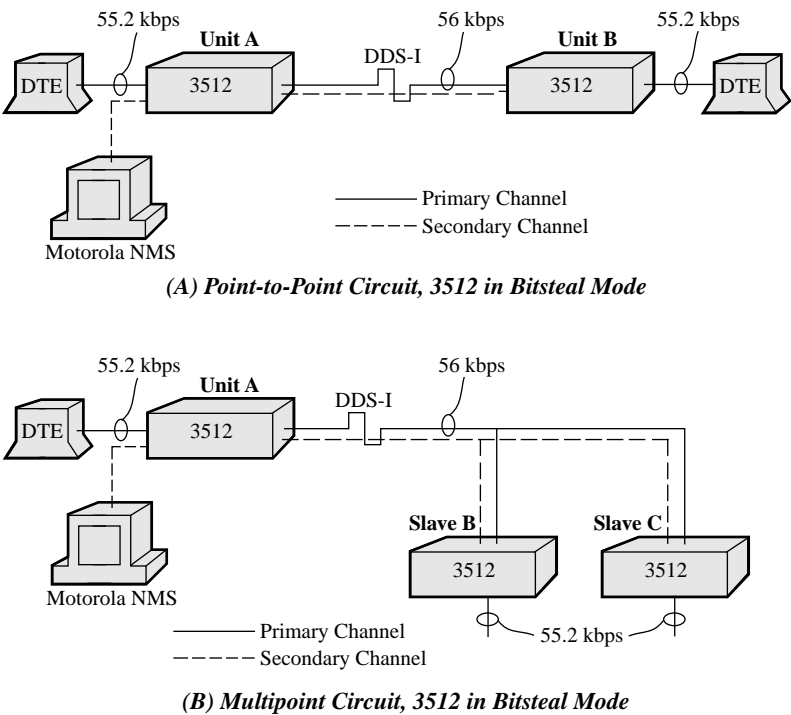 55.2 kbps
56 kbps
55.2 kbps
Unit A
Unit B
DDS-I
DTE
3512
3512
DTE
Primary Channel
Secondary Channel
Motorola NMS
(A) Point-to-Point Circuit, 3512 in Bitsteal Mode
55.2 kbps
56 kbps
Unit A
DDS-I
DTE
3512
Slave B
Slave C
3512
3512
Motorola NMS
Primary Channel
55.2 kbps
Secondary Channel
(B) Multipoint Circuit, 3512 in Bitsteal Mode